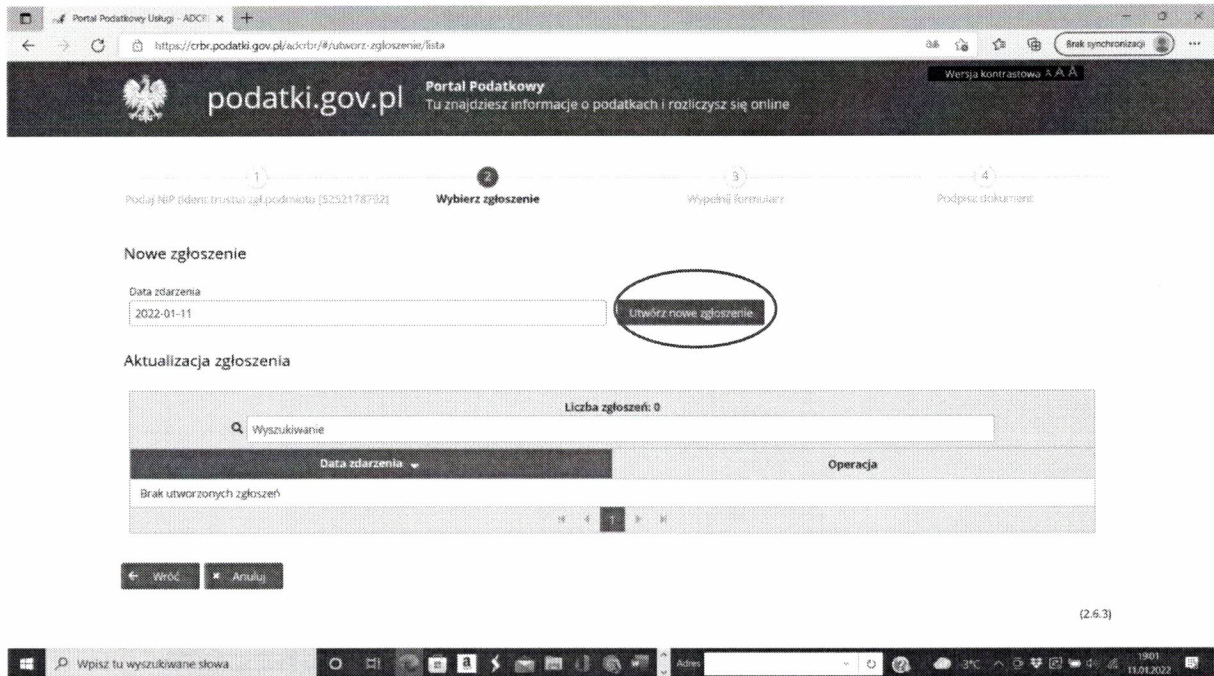 Portal Podatkowy Usługi - ADCR
https://crbr.podatki.gov.pl/adcrbr/#/utworz-zgloszenie/lista
Brak synchronizacji
Wersja kontrastowa A A A
podatki.gov.pl
Portal Podatkowy
Tu znajdziesz informacje o podatkach i rozliczysz się online
1
2
3
4
Podaj NIP (ident. trustu) zgł.podmiotu [5252178792]
Wybierz zgłoszenie
Wypełnij formularz
Podpisz dokument
Nowe zgłoszenie
Data zdarzenia
2022-01-11
Utwórz nowe zgłoszenie
Aktualizacja zgłoszenia
Liczba zgłoszeń: 0
Wyszukiwanie
Data zdarzenia
Operacja
Brak utworzonych zgłoszeń
1
Wróć
Anuluj
(2.6.3)
Wpisz tu wyszukiwane słowa
Adres
3°C
1901
11.01.2022